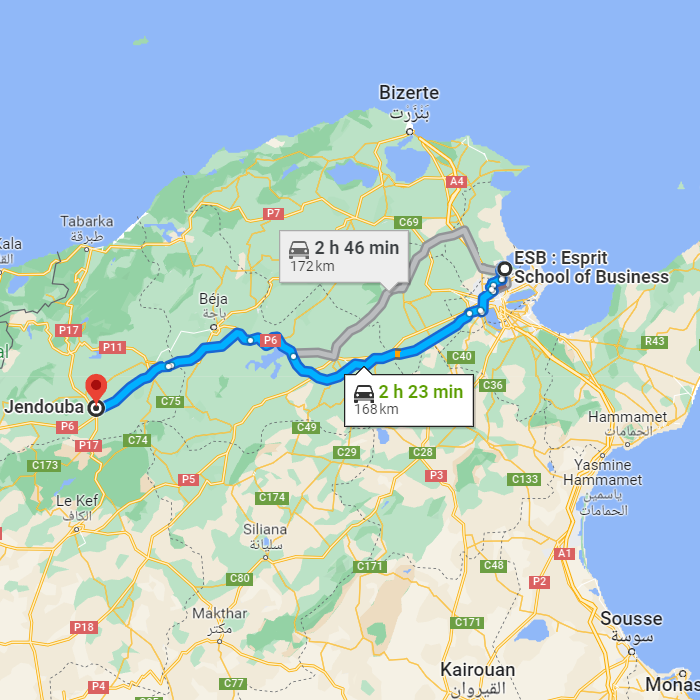 Bizerte
بَنزَرت
A4
P7
C69
Tabarka
طبرقة
2 h 46 min
172 km
ESB : Esprit
School of Business
Béja
باجة
P17
P11
P6
R43
C40
C36
2 h 23 min
168 km
Jendouba
C75
P6
P17
C74
C49
Hammamet
الحمامات
C173
C29
C28
P3
C133
Yasmine
Hammamet
ياسمين
الحمامات
P5
C174
Le Kef
الكاف
Siliana
سليانة
C171
C48
A1
P2
C80
Makthar
مكثر
P18
C171
Sousse
سوسة
Kairouan
القيروان
C77
P4